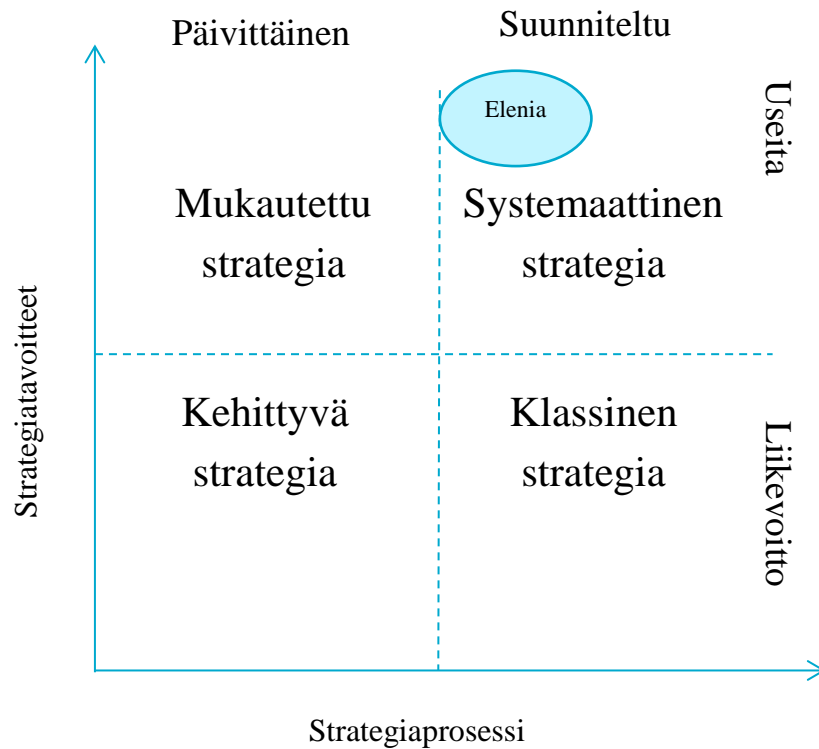 Päivittäinen
Suunniteltu
Elenia
Useita
Mukautettu
strategia
Systemaattinen
strategia
Strategiatavoitteet
Kehittyvä
strategia
Klassinen
strategia
Liikevoitto
Strategiaprosessi